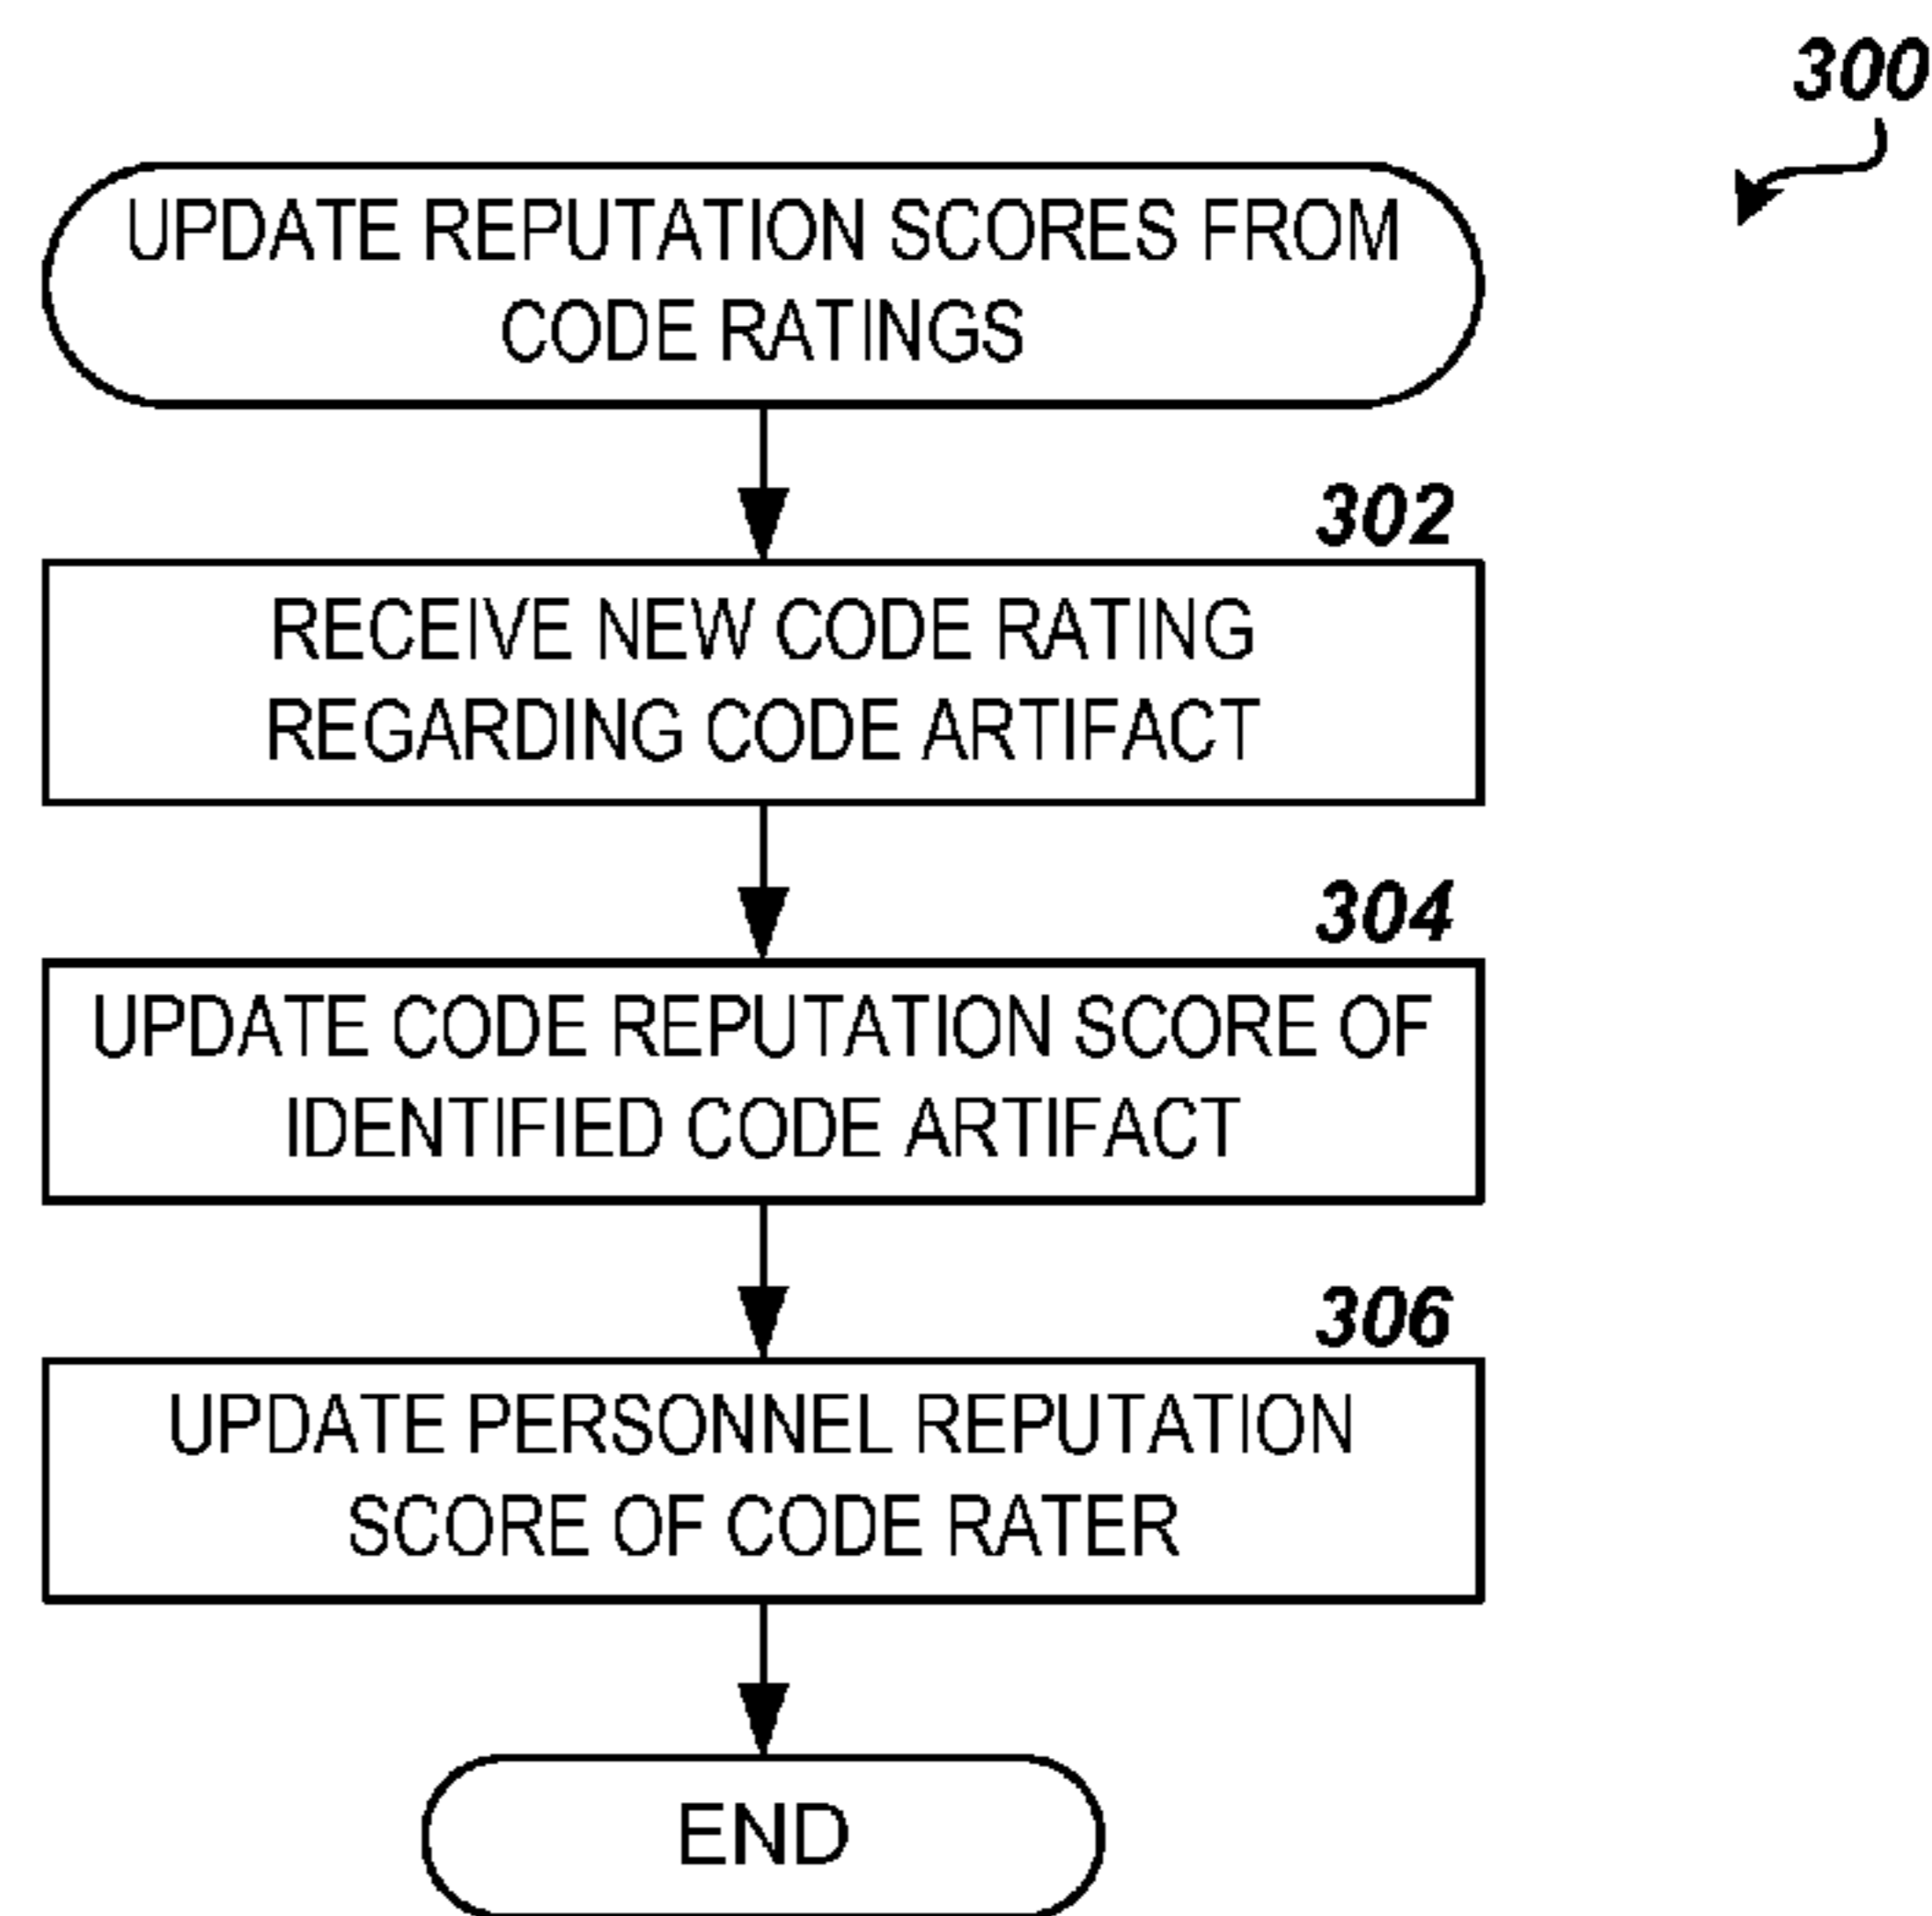 300
UPDATE REPUTATION SCORES FROM
CODE RATINGS
302
RECEIVE NEW CODE RATING
REGARDING CODE ARTIFACT
304
UPDATE CODE REPUTATION SCORE OF
IDENTIFIED CODE ARTIFACT
306
UPDATE PERSONNEL REPUTATION
SCORE OF CODE RATER
END